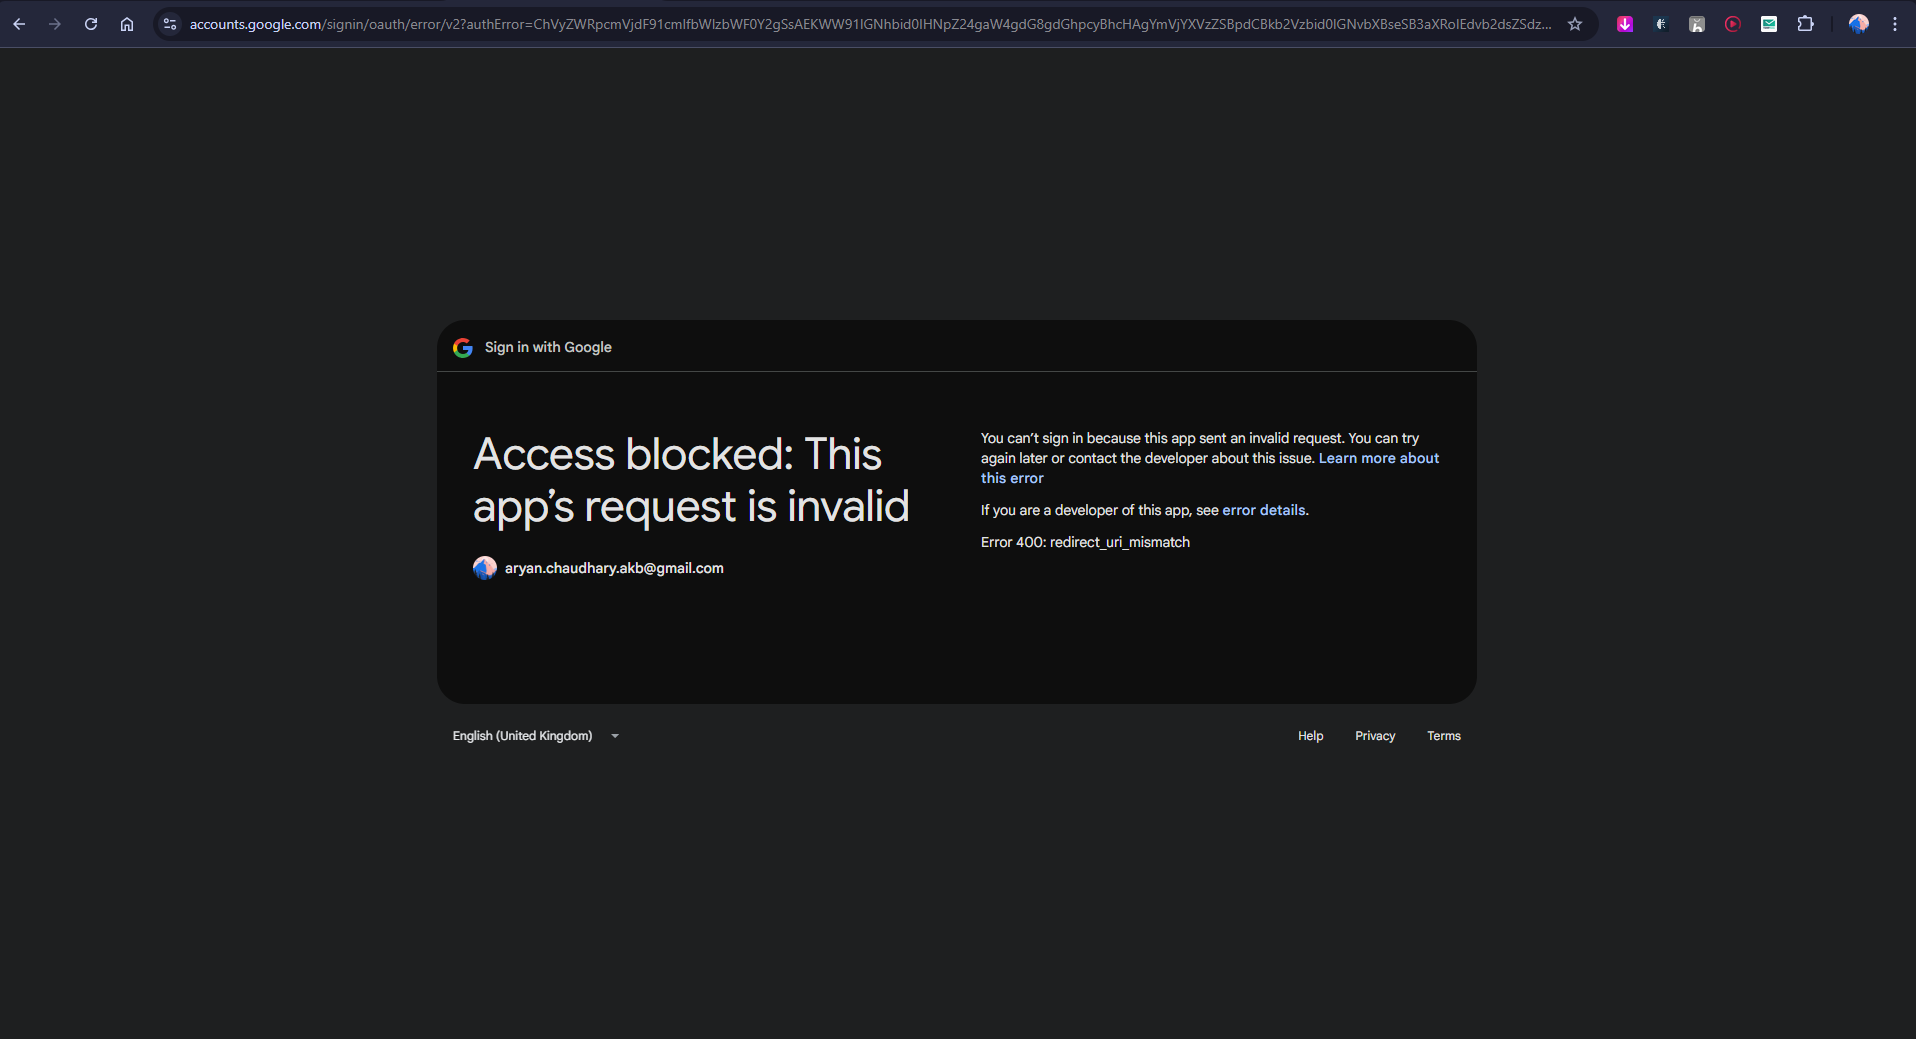 accounts.google.com/signin/oauth/error/v2?authError=ChVyZWRpcmVjdF91cmlfbWlzbWF0Y2gSsAEKWW91IGNhbid0IHNpZ24gaW4gdG8gdGhpcyBhcHAgYmVjYXVzZSBpdCBkb2Vzbid0IGNvbXBseSB3aXRoIEdvb2dsZSdz...
Sign in with Google
Access blocked: This
app’s request is invalid
aryan.chaudhary.akb@gmail.com
You can’t sign in because this app sent an invalid request. You can try
again later or contact the developer about this issue. Learn more about
this error
If you are a developer of this app, see error details.
Error 400: redirect_uri_mismatch
English (United Kingdom)
Help Privacy Terms